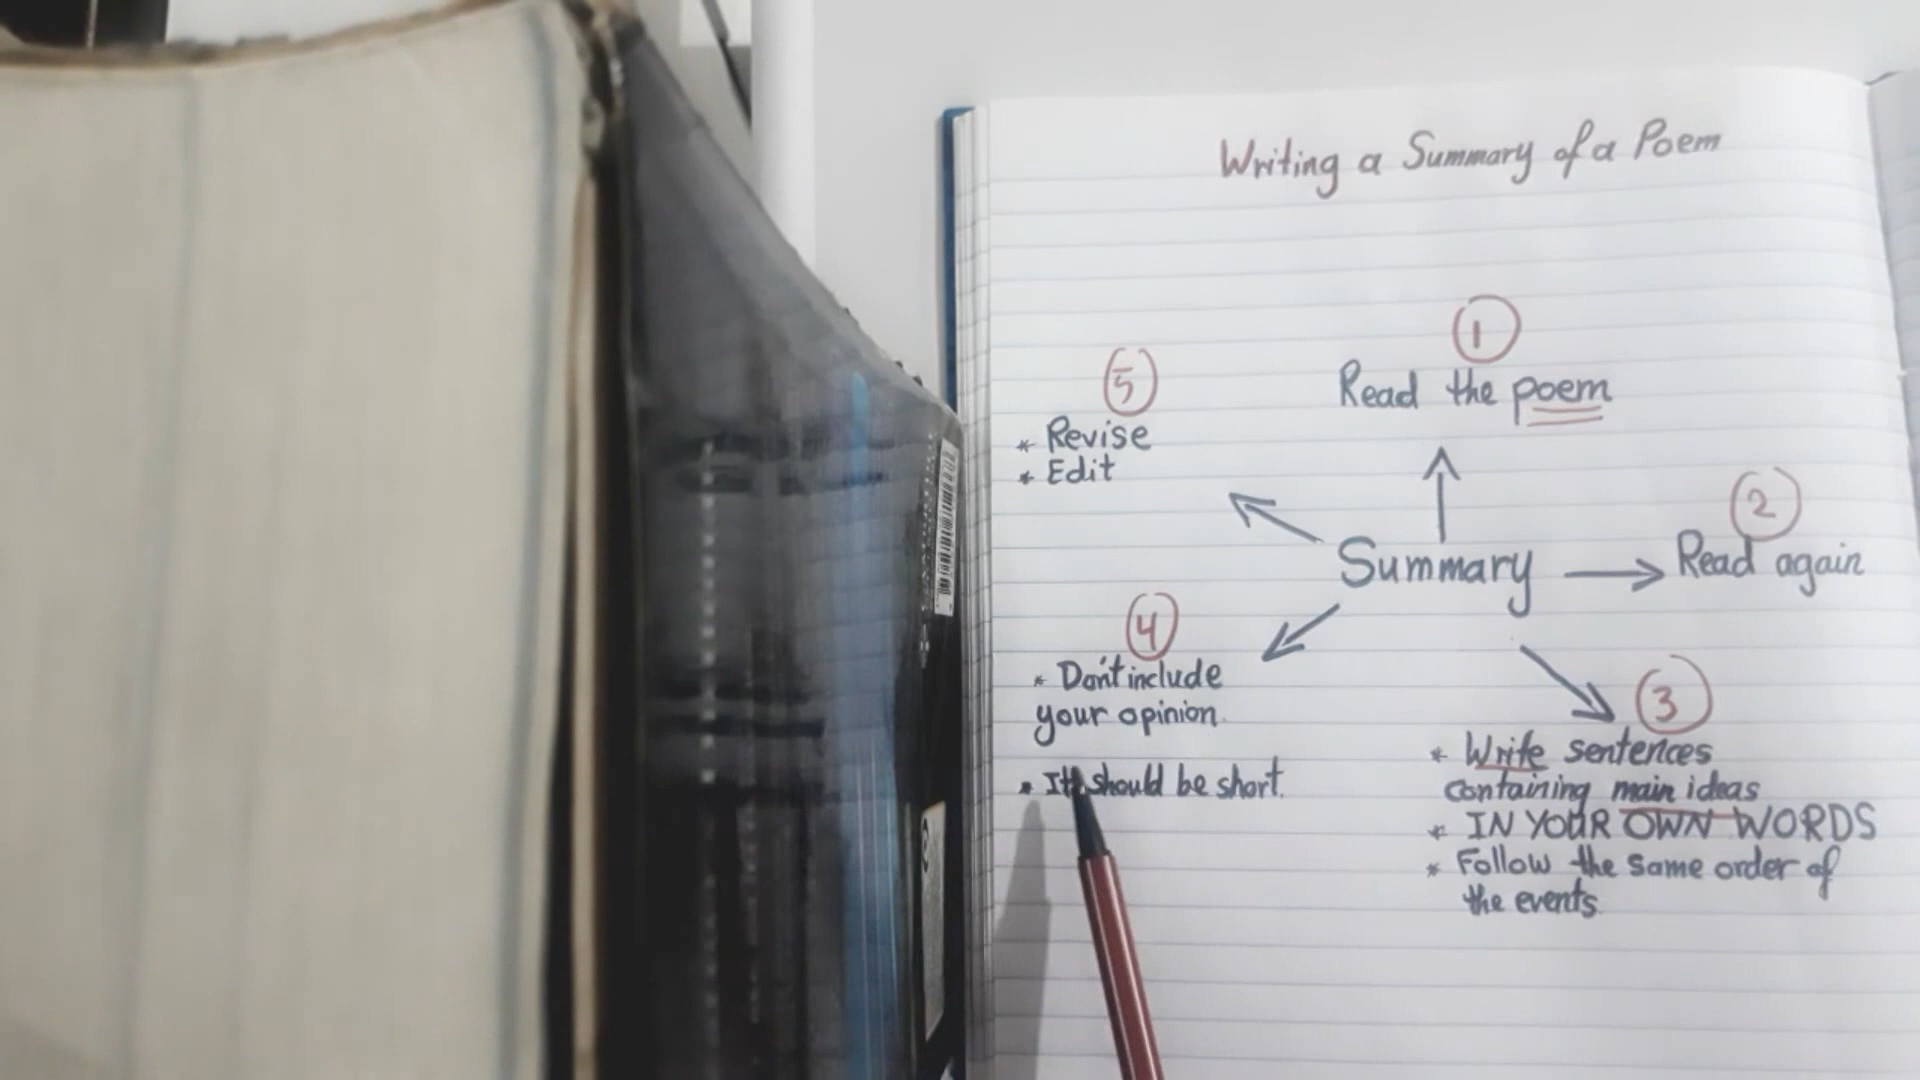 Writing a Summary of a Poem
1
Read the poem
2
Read again
Summary
3
* Write sentences
containing main ideas
* IN YOUR OWN WORDS
* Follow the same order of
the events
4
* Don't include
your opinion.
* It should be short.
5
* Revise
* Edit